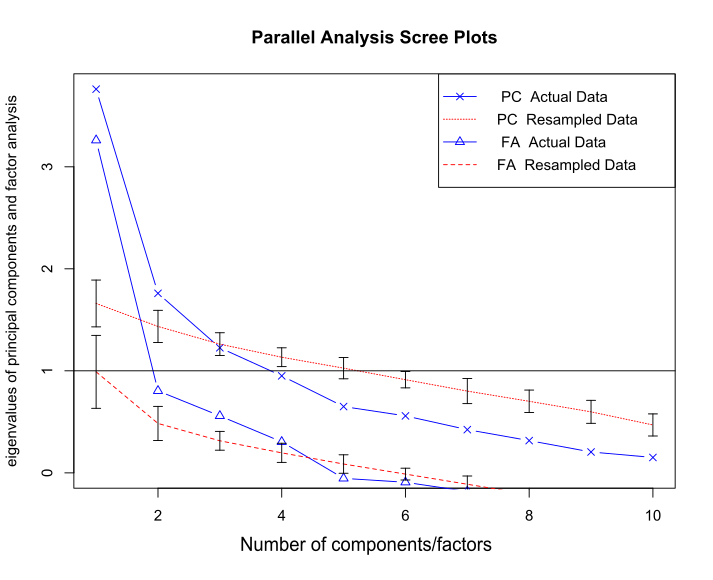 Parallel Analysis Scree Plots
eigenvalues of principal components and factor analysis
3
2
1
0
PC Actual Data
PC Resampled Data
FA Actual Data
FA Resampled Data
2 4 6 8 10
Number of components/factors